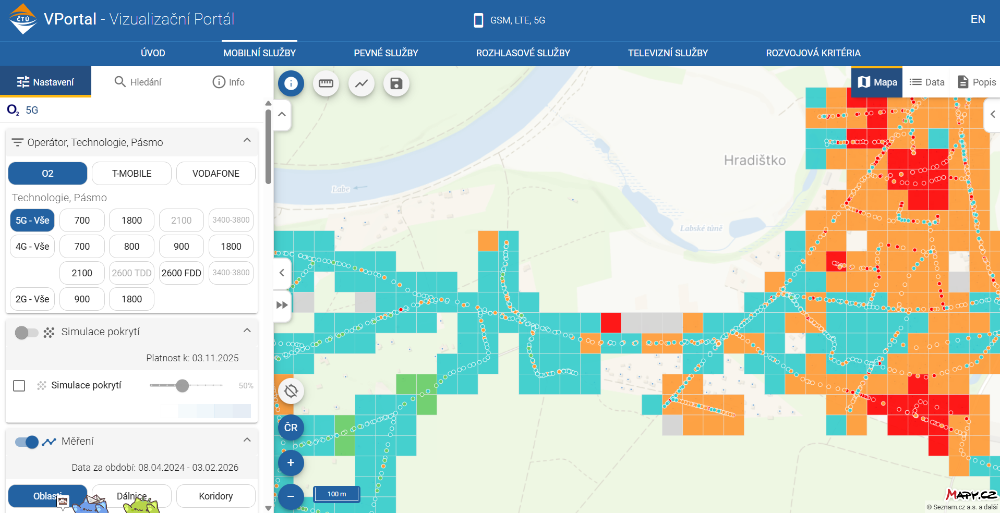 ČTÚ
VPortal - Vizualizační Portál
GSM, LTE, 5G
EN
ÚVOD
MOBILNÍ SLUŽBY
PEVNÉ SLUŽBY
ROZHLASOVÉ SLUŽBY
TELEVIZNÍ SLUŽBY
ROZVOJOVÁ KRITÉRIA
Nastavení
Hledání
Info
Mapa
Data
Popis
O2 5G
Operátor, Technologie, Pásmo
O2
T-MOBILE
VODAFONE
Technologie, Pásmo
5G - Vše
700
1800
2100
3400-3800
4G - Vše
700
800
900
1800
2100
2600 TDD
2600 FDD
3400-3800
2G - Vše
900
1800
Simulace pokrytí
Platnost k: 03.11.2025
Simulace pokrytí
50%
Měření
Data za období: 08.04.2024 - 03.02.2026
Oblasti
Dálnice
Koridory
Hradištko
Labe
Labské tůně
ČR
+
−
100 m
Mapy.cz
© Seznam.cz a.s. a další